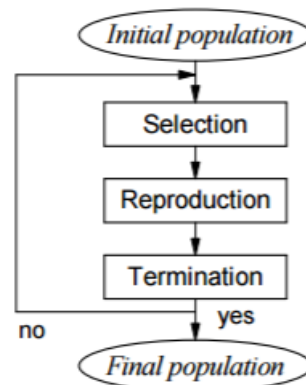 Initial population
Selection
Reproduction
Termination
no
yes
Final population